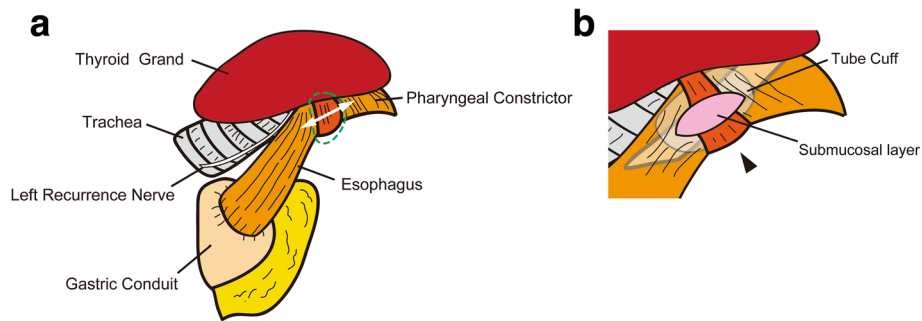 a
Thyroid Grand
Trachea
Left Recurrence Nerve
Gastric Conduit
Pharyngeal Constrictor
Esophagus
b
Tube Cuff
Submucosal layer